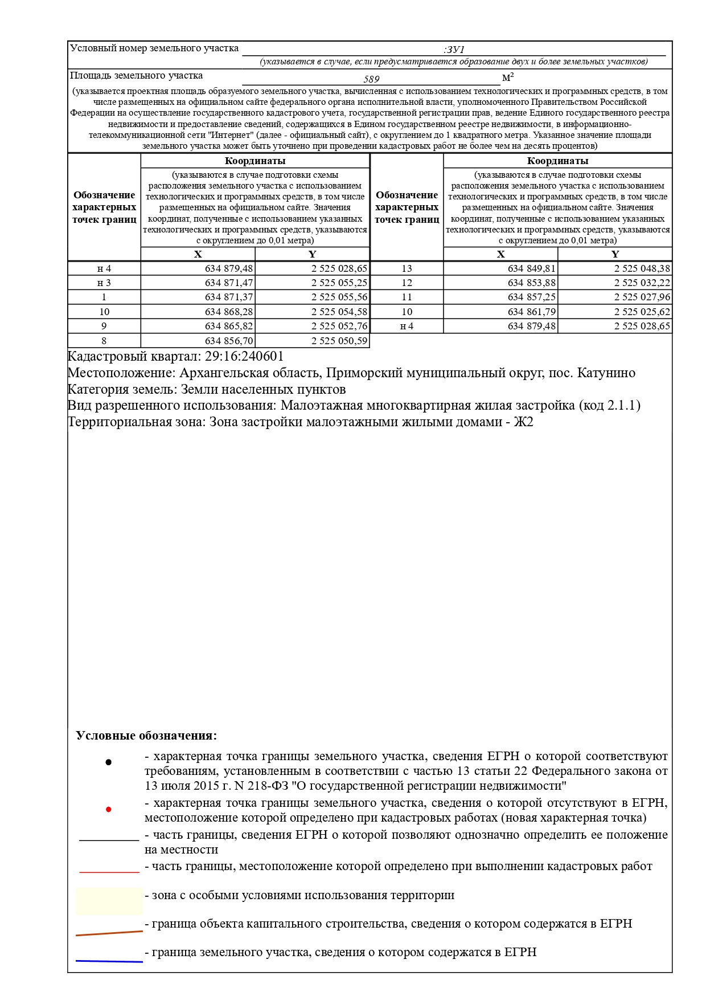 Условный номер земельного участка :ЗУ1
(указывается в случае, если предусматривается образование двух и более земельных участков)
Площадь земельного участка 589 м²
(указывается проектная площадь образуемого земельного участка, вычисленная с использованием технологических и программных средств, в том
числе размещенных на официальном сайте федерального органа исполнительной власти, уполномоченного Правительством Российской
Федерации на осуществление государственного кадастрового учета, государственной регистрации прав, ведение Единого государственного реестра
недвижимости и предоставление сведений, содержащихся в Едином государственном реестре недвижимости, в информационно-
телекоммуникационной сети "Интернет" (далее - официальный сайт), с округлением до 1 квадратного метра. Указанное значение площади
земельного участка может быть уточнено при проведении кадастровых работ не более чем на десять процентов)
Обозначение
характерных
точек границ
Координаты
(указываются в случае подготовки схемы
расположения земельного участка с использованием
технологических и программных средств, в том числе
размещенных на официальном сайте. Значения
координат, полученные с использованием указанных
технологических и программных средств, указываются
с округлением до 0,01 метра)
X Y
Обозначение
характерных
точек границ
Координаты
(указываются в случае подготовки схемы
расположения земельного участка с использованием
технологических и программных средств, в том числе
размещенных на официальном сайте. Значения
координат, полученные с использованием указанных
технологических и программных средств, указываются
с округлением до 0,01 метра)
X Y
н 4 634 879,48 2 525 028,65 13 634 849,81 2 525 048,38
н 3 634 871,47 2 525 055,25 12 634 853,88 2 525 032,22
1 634 871,37 2 525 055,56 11 634 857,25 2 525 027,96
10 634 868,28 2 525 054,58 10 634 861,79 2 525 025,62
9 634 865,82 2 525 052,76 н 4 634 879,48 2 525 028,65
8 634 856,70 2 525 050,59
Кадастровый квартал: 29:16:240601
Местоположение: Архангельская область, Приморский муниципальный округ, пос. Катунино
Категория земель: Земли населенных пунктов
Вид разрешенного использования: Малоэтажная многоквартирная жилая застройка (код 2.1.1)
Территориальная зона: Зона застройки малоэтажными жилыми домами - Ж2
Условные обозначения:
- характерная точка границы земельного участка, сведения ЕГРН о которой соответствуют
требованиям, установленным в соответствии с частью 13 статьи 22 Федерального закона от
13 июля 2015 г. N 218-ФЗ "О государственной регистрации недвижимости"
- характерная точка границы земельного участка, сведения о которой отсутствуют в ЕГРН,
местоположение которой определено при кадастровых работах (новая характерная точка)
- часть границы, сведения ЕГРН о которой позволяют однозначно определить ее положение
на местности
- часть границы, местоположение которой определено при выполнении кадастровых работ
- зона с особыми условиями использования территории
- граница объекта капитального строительства, сведения о котором содержатся в ЕГРН
- граница земельного участка, сведения о котором содержатся в ЕГРН